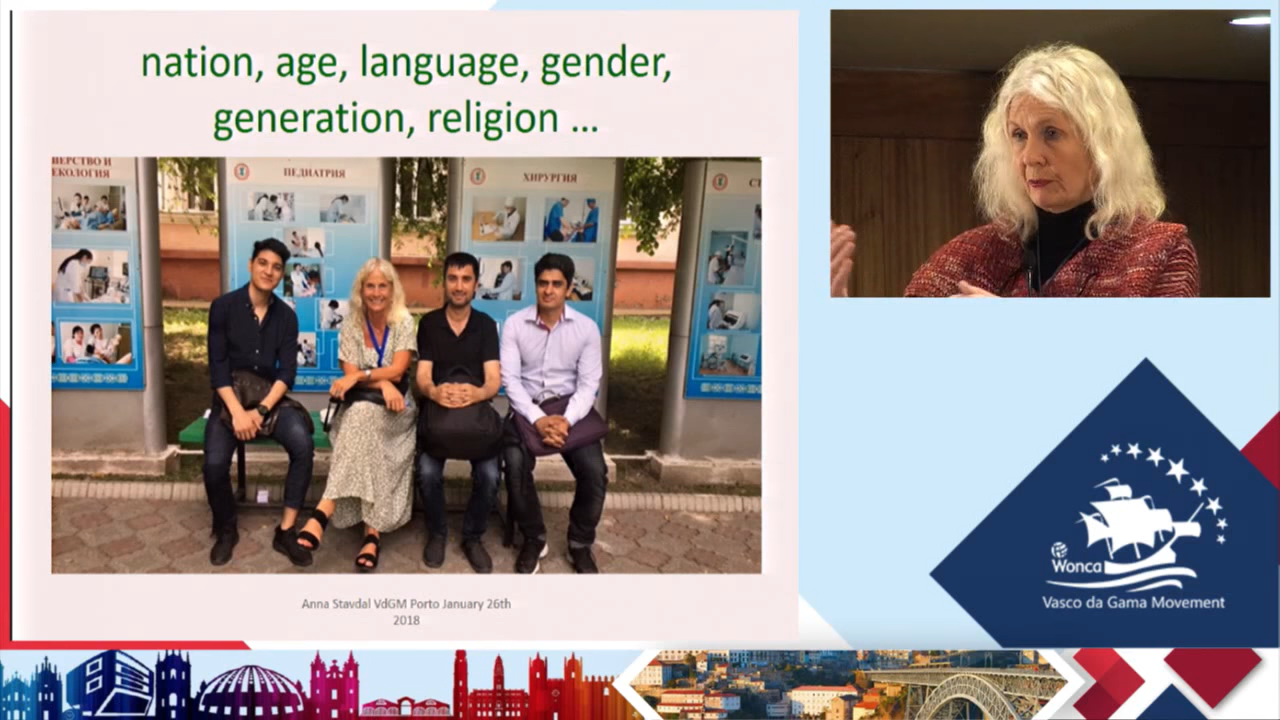 nation, age, language, gender,
generation, religion ...
ЕКОЛОГИЯ
ПЕДИАТРИЯ
ХИРУРГИЯ
Anna Stavdal VdGM Porto January 26th
2018
Wonca
Vasco da Gama Movement